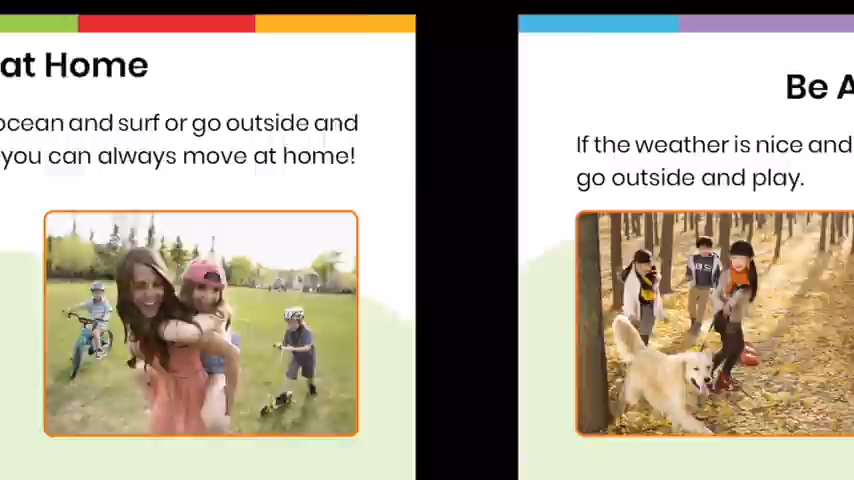 at Home
ocean and surf or go outside and
you can always move at home!
Be A
If the weather is nice and
go outside and play.